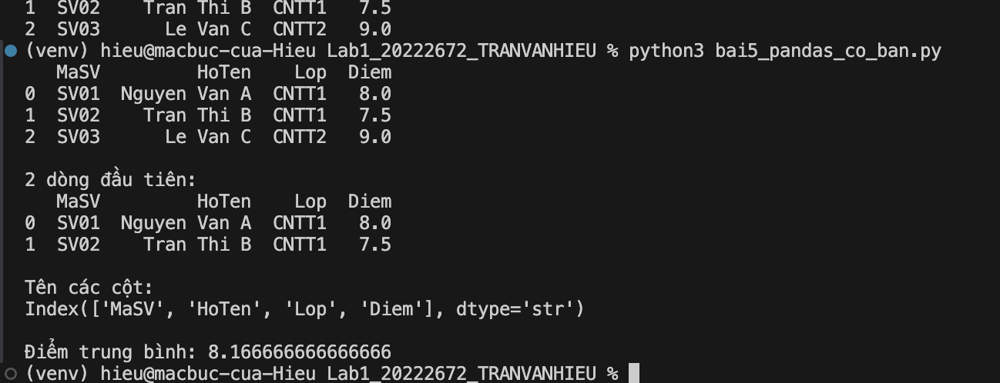 1  SV02    Tran Thi B  CNTT1   7.5
2  SV03      Le Van C  CNTT2   9.0
(venv) hieu@macbuc-cua-Hieu Lab1_20222672_TRANVANHIEU % python3 bai5_pandas_co_ban.py
   MaSV         HoTen    Lop  Diem
0  SV01  Nguyen Van A  CNTT1   8.0
1  SV02    Tran Thi B  CNTT1   7.5
2  SV03      Le Van C  CNTT2   9.0

2 dòng đầu tiên:
   MaSV         HoTen    Lop  Diem
0  SV01  Nguyen Van A  CNTT1   8.0
1  SV02    Tran Thi B  CNTT1   7.5

Tên các cột:
Index(['MaSV', 'HoTen', 'Lop', 'Diem'], dtype='str')

Điểm trung bình: 8.166666666666666
(venv) hieu@macbuc-cua-Hieu Lab1_20222672_TRANVANHIEU %